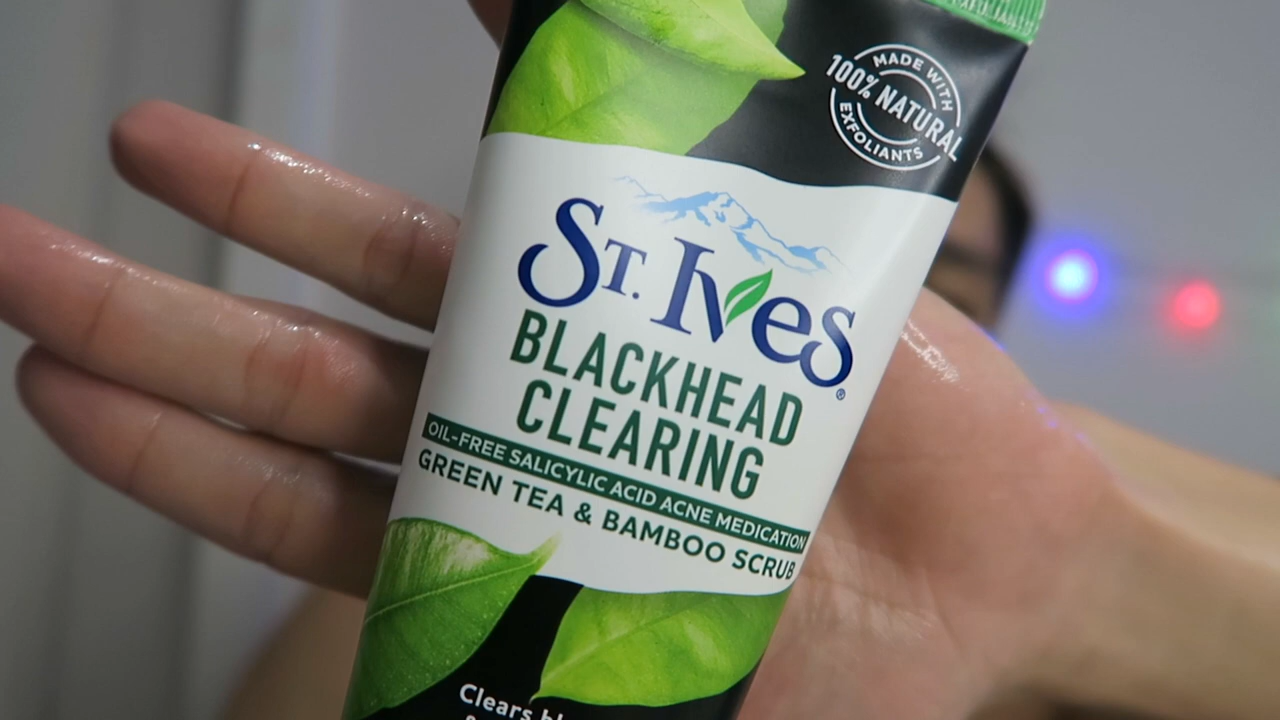 MADE WITH
100% NATURAL
EXFOLIANTS
ST. IVES®
BLACKHEAD
CLEARING
OIL-FREE SALICYLIC ACID ACNE MEDICATION
GREEN TEA & BAMBOO SCRUB
Clears